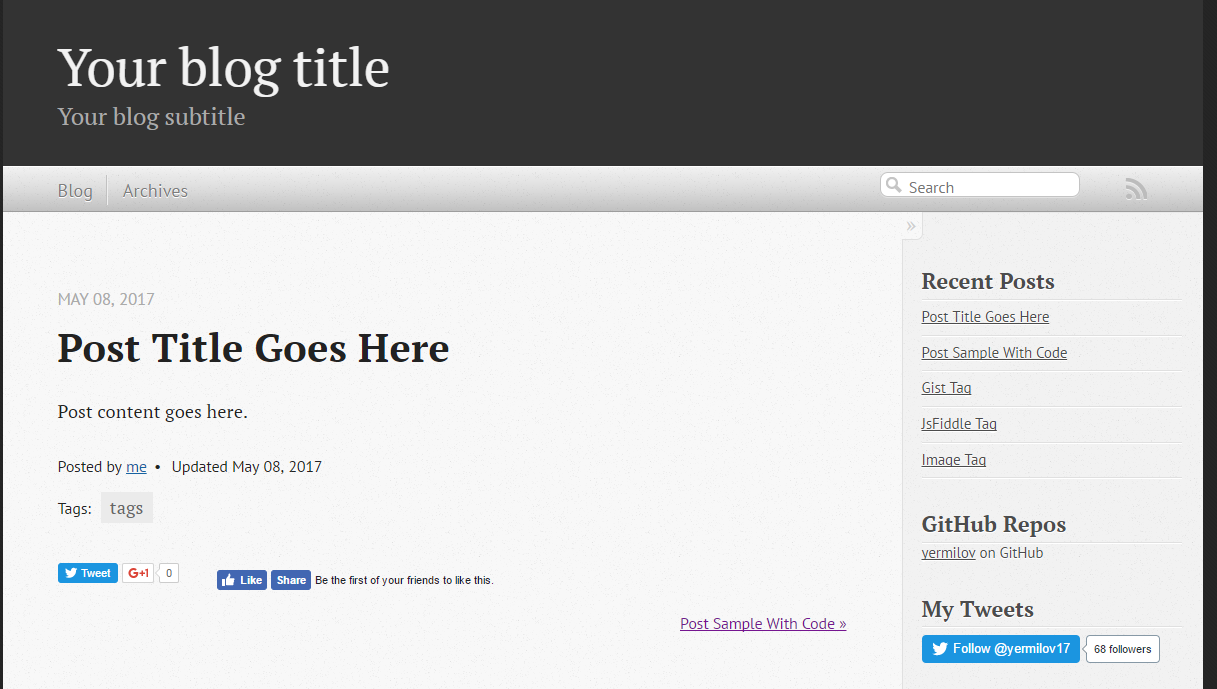 Your blog title
Your blog subtitle
Blog
Archives
Search
»
MAY 08, 2017
Post Title Goes Here
Post content goes here.
Posted by me • Updated May 08, 2017
Tags: tags
Tweet
G+1
0
Like
Share
Be the first of your friends to like this.
Post Sample With Code »
Recent Posts
Post Title Goes Here
Post Sample With Code
Gist Tag
JsFiddle Tag
Image Tag
GitHub Repos
yermilov on GitHub
My Tweets
Follow @yermilov17
68 followers